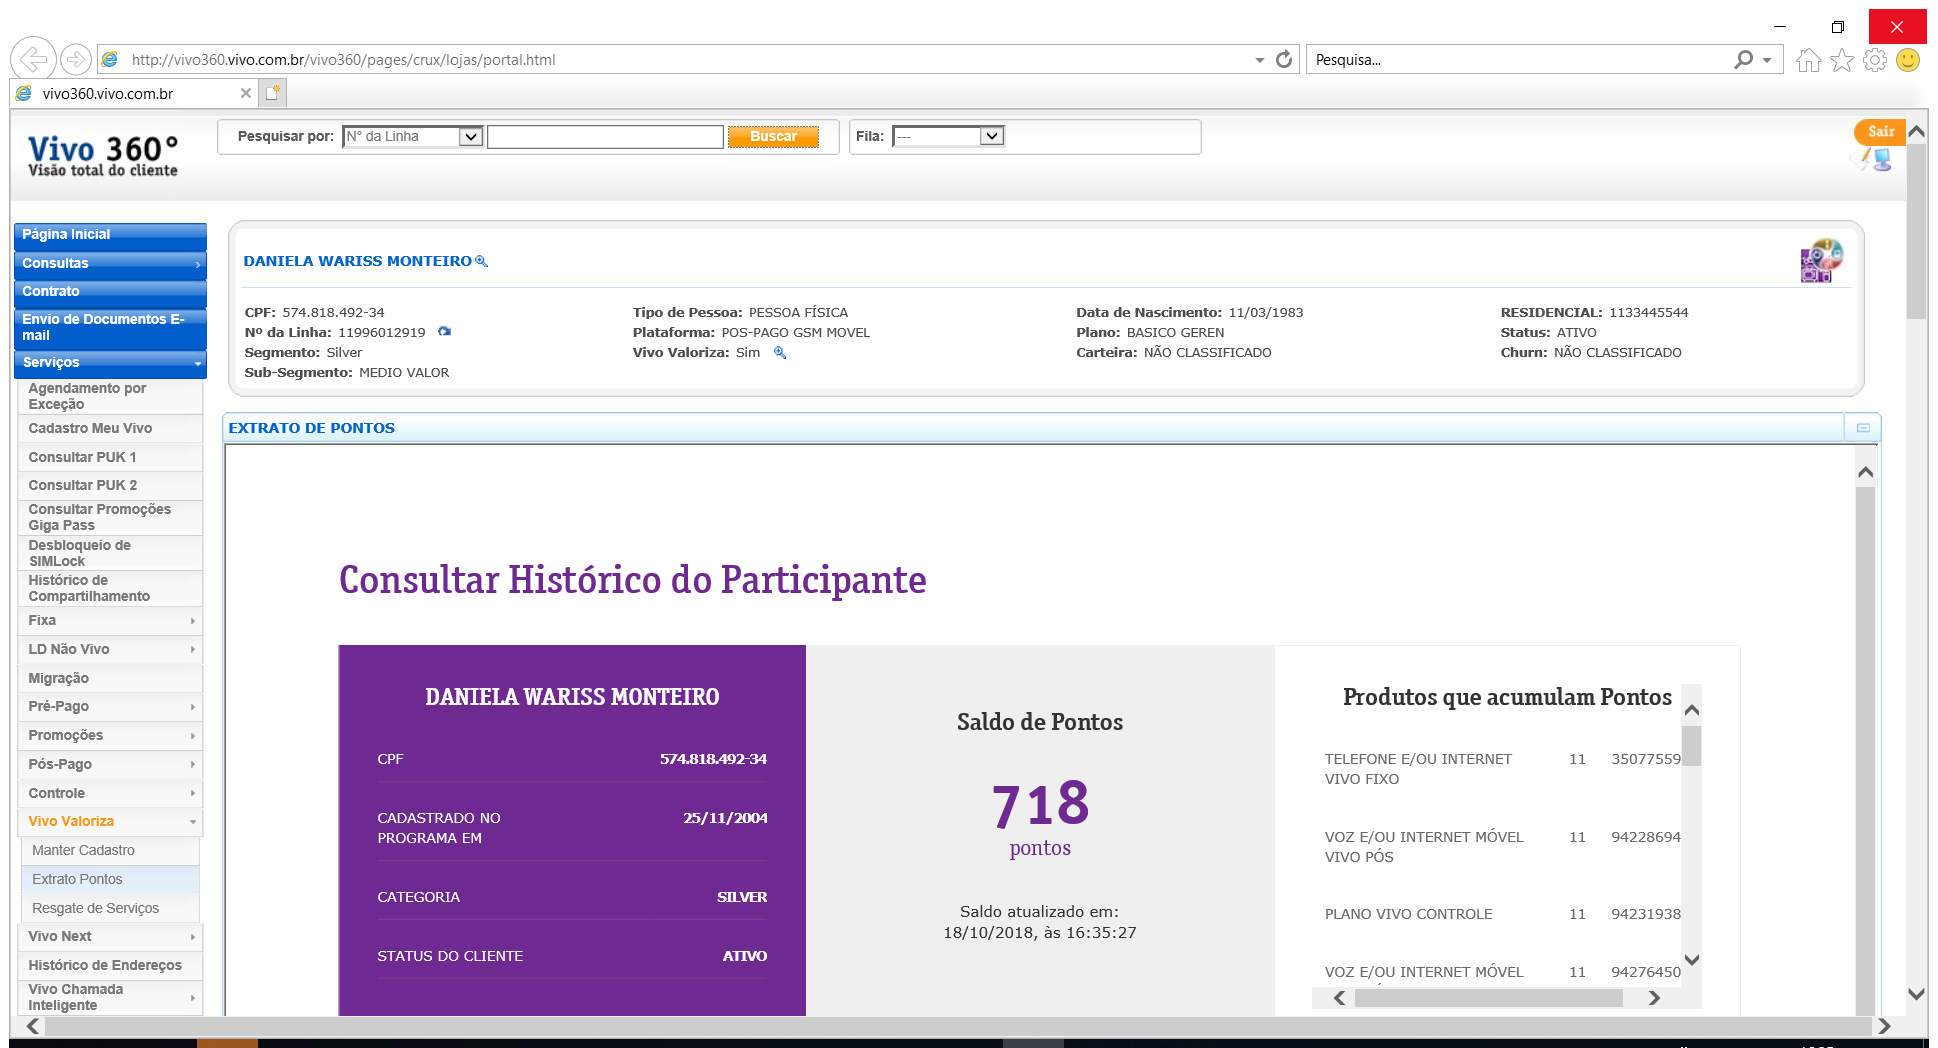 http://vivo360.vivo.com.br/vivo360/pages/crux/lojas/portal.html
Pesquisa...
vivo360.vivo.com.br
Vivo 360°
Visão total do cliente
Pesquisar por: N° da Linha Buscar Fila: ---
Sair
Página Inicial
Consultas
Contrato
Envio de Documentos E-
mail
Serviços
Agendamento por
Exceção
Cadastro Meu Vivo
Consultar PUK 1
Consultar PUK 2
Consultar Promoções
Giga Pass
Desbloqueio de
SIMLock
Histórico de
Compartilhamento
Fixa
LD Não Vivo
Migração
Pré-Pago
Promoções
Pós-Pago
Controle
Vivo Valoriza
Manter Cadastro
Extrato Pontos
Resgate de Serviços
Vivo Next
Histórico de Endereços
Vivo Chamada
Inteligente
DANIELA WARISS MONTEIRO
CPF: 574.818.492-34 Tipo de Pessoa: PESSOA FÍSICA Data de Nascimento: 11/03/1983 RESIDENCIAL: 1133445544
Nº da Linha: 11996012919 Plataforma: POS-PAGO GSM MOVEL Plano: BASICO GEREN Status: ATIVO
Segmento: Silver Vivo Valoriza: Sim Carteira: NÃO CLASSIFICADO Churn: NÃO CLASSIFICADO
Sub-Segmento: MEDIO VALOR
EXTRATO DE PONTOS
Consultar Histórico do Participante
DANIELA WARISS MONTEIRO
CPF 574.818.492-34
CADASTRADO NO 25/11/2004
PROGRAMA EM
CATEGORIA SILVER
STATUS DO CLIENTE ATIVO
Saldo de Pontos
718
pontos
Saldo atualizado em:
18/10/2018, às 16:35:27
Produtos que acumulam Pontos
TELEFONE E/OU INTERNET 11 35077559
VIVO FIXO
VOZ E/OU INTERNET MÓVEL 11 94228694
VIVO PÓS
PLANO VIVO CONTROLE 11 94231938
VOZ E/OU INTERNET MÓVEL 11 94276450